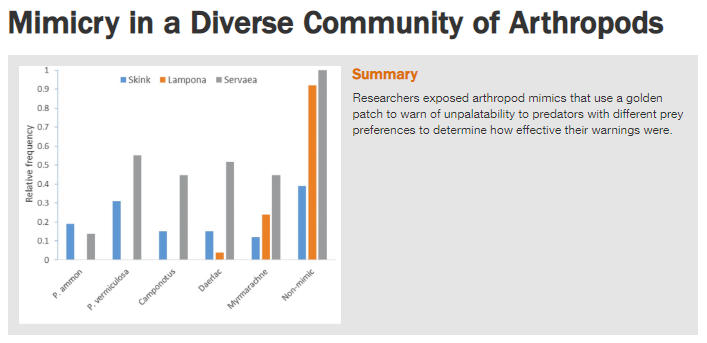 Mimicry in a Diverse Community of Arthropods
Summary
Researchers exposed arthropod mimics that use a golden
patch to warn of unpalatability to predators with different prey
preferences to determine how effective their warnings were.
Skink Lampona Servaea
Relative frequency
1
0.9
0.8
0.7
0.6
0.5
0.4
0.3
0.2
0.1
0
P. ammon
P. vermiculosa
Camponotus
Daerlac
Myrmarachne
Non-mimic